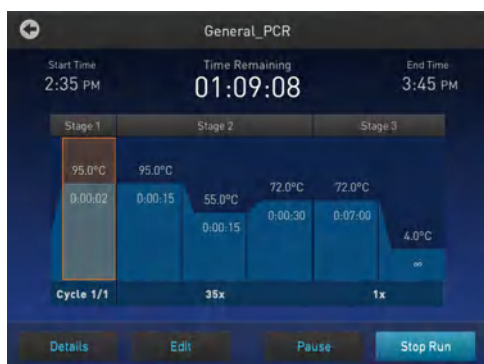 General_PCR
Start Time
Time Remaining
End Time
2:35 PM
01:09:08
3:45 PM
Stage 1
Stage 2
Stage 3
95.0°C
95.0°C
55.0°C
72.0°C
72.0°C
4.0°C
0:00:02
0:00:15
0:00:15
0:00:30
0:07:00
∞
Cycle 1/1
35x
1x
Details
Edit
Pause
Stop Run